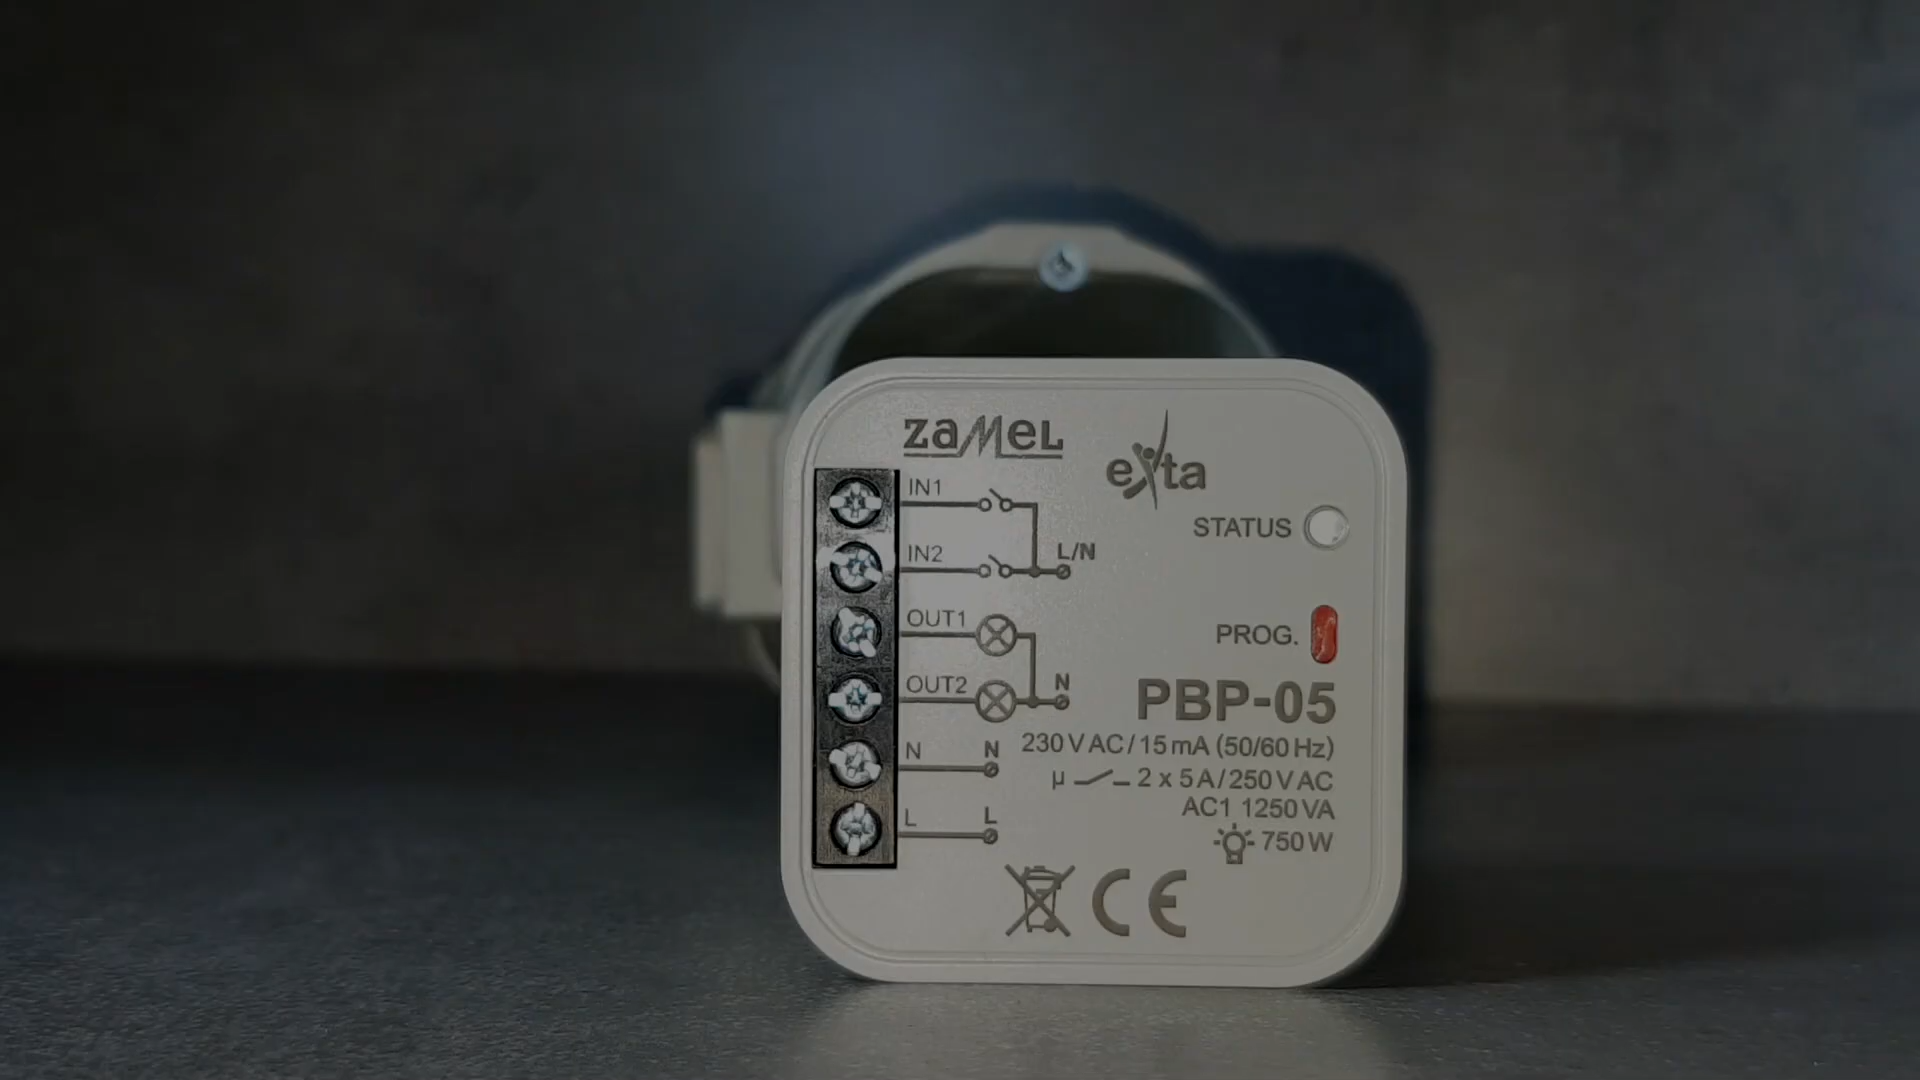 zaMeL
exta
IN1
STATUS
IN2
L/N
OUT1
PROG.
OUT2
N
PBP-05
N
N
230 V AC / 15 mA (50/60 Hz)
µ 2 x 5 A / 250 V AC
L
L
AC1 1250 VA
750 W
CE